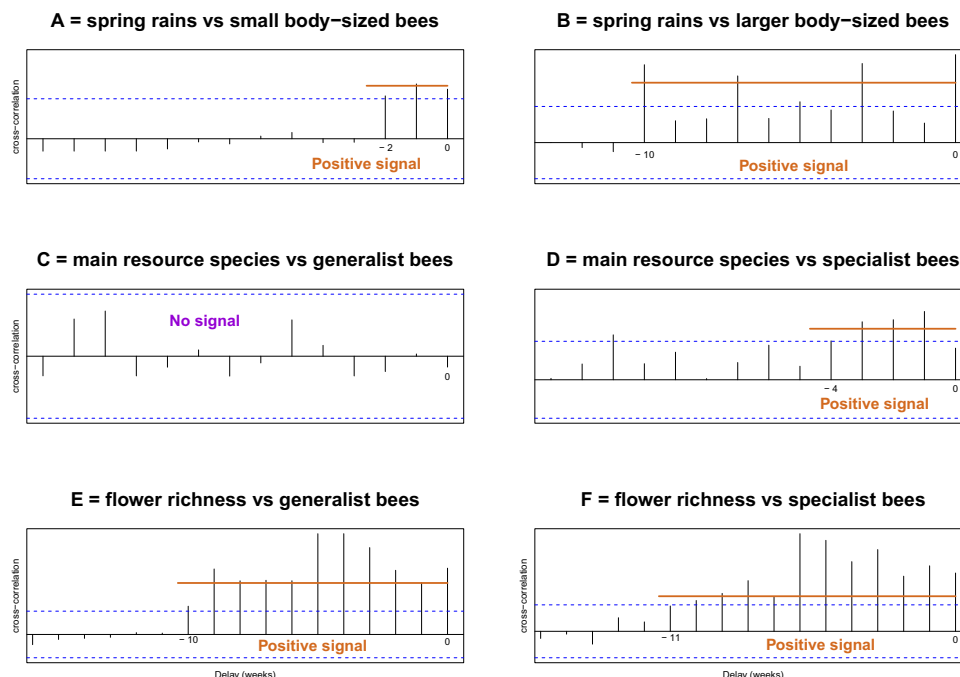 A = spring rains vs small body−sized bees
cross−correlation
− 2
0
Positive signal
B = spring rains vs larger body−sized bees
− 10
0
Positive signal
C = main resource species vs generalist bees
cross−correlation
No signal
0
D = main resource species vs specialist bees
− 4
0
Positive signal
E = flower richness vs generalist bees
cross−correlation
− 10
0
Positive signal
Delay (weeks)
F = flower richness vs specialist bees
cross−correlation
−11
0
Positive signal
Delay (weeks)